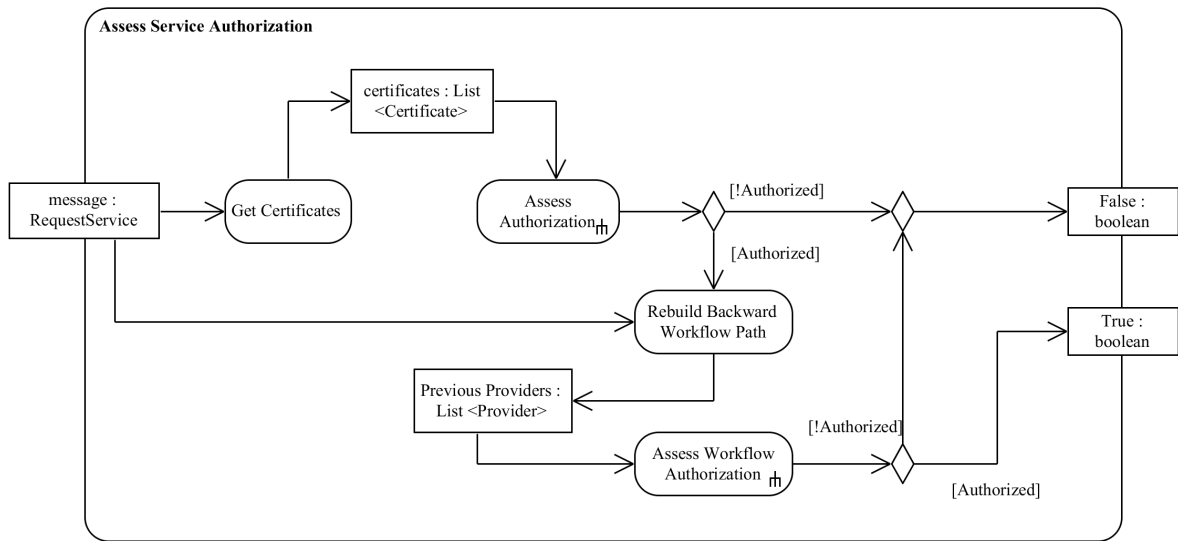 Assess Service Authorization
certificates : List
<Certificate>
message :
RequestService
Get Certificates
Assess
Authorization
[!Authorized]
False :
boolean
[Authorized]
Rebuild Backward
Workflow Path
True :
boolean
Previous Providers :
List <Provider>
[!Authorized]
Assess Workflow
Authorization
[Authorized]